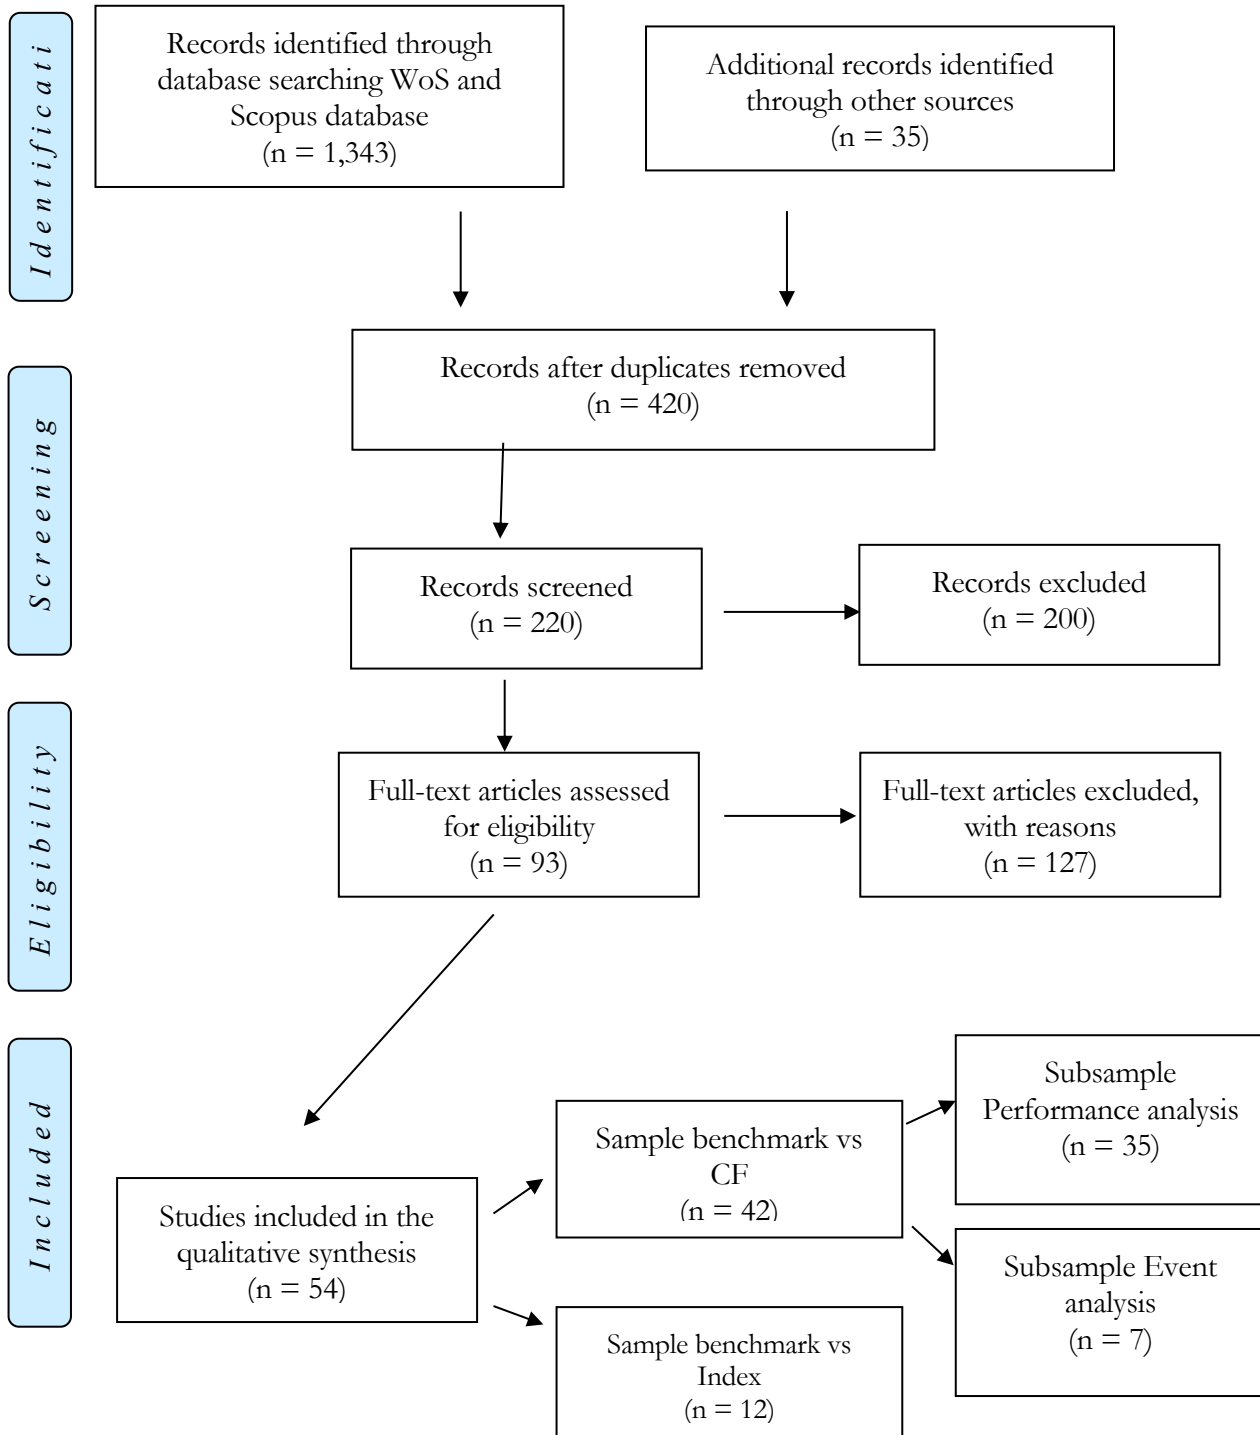 Identificati
Records identified through
database searching WoS and
Scopus database
(n = 1,343)
Additional records identified
through other sources
(n = 35)
Screening
Records after duplicates removed
(n = 420)
Records screened
(n = 220)
Records excluded
(n = 200)
Eligibility
Full-text articles assessed
for eligibility
(n = 93)
Full-text articles excluded,
with reasons
(n = 127)
Included
Studies included in the
qualitative synthesis
(n = 54)
Sample benchmark vs
CF
(n = 42)
Subsample
Performance analysis
(n = 35)
Subsample Event
analysis
(n = 7)
Sample benchmark vs
Index
(n = 12)